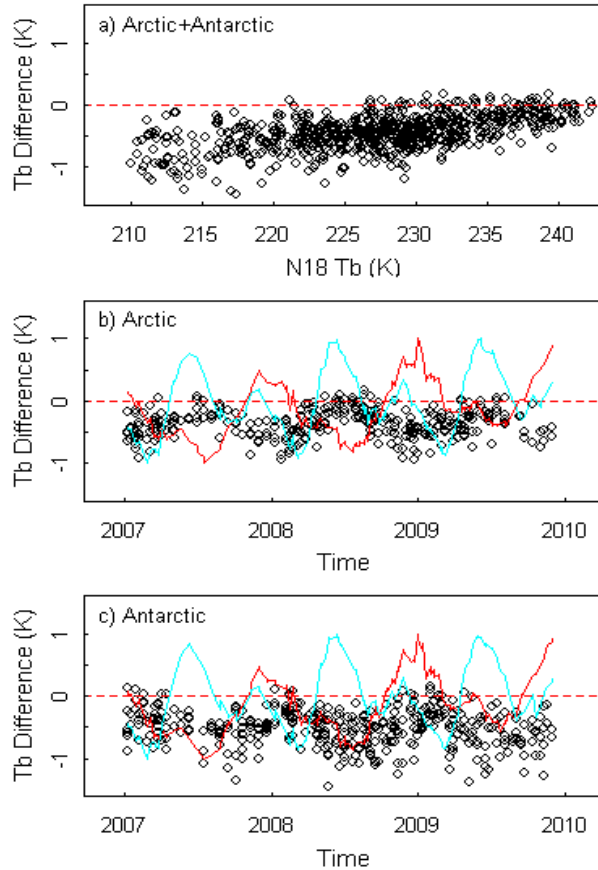 a) Arctic+Antarctic
Tb Difference (K)
1
0
-1
210 215 220 225 230 235 240
N18 Tb (K)
b) Arctic
Tb Difference (K)
1
0
-1
2007 2008 2009 2010
Time
c) Antarctic
Tb Difference (K)
1
0
-1
2007 2008 2009 2010
Time